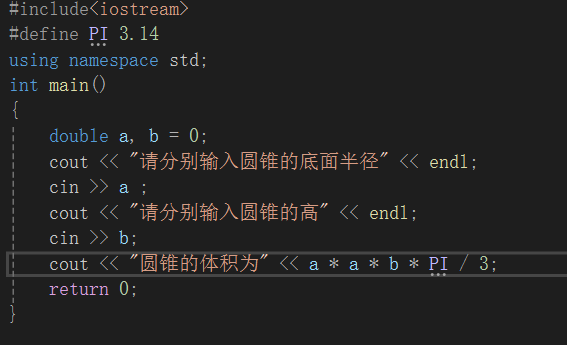 #include<iostream>
#define PI 3.14
using namespace std;
int main()
{
double a, b = 0;
cout << "请分别输入圆锥的底面半径" << endl;
cin >> a ;
cout << "请分别输入圆锥的高" << endl;
cin >> b;
cout << "圆锥的体积为" << a * a * b * PI / 3;
return 0;
}